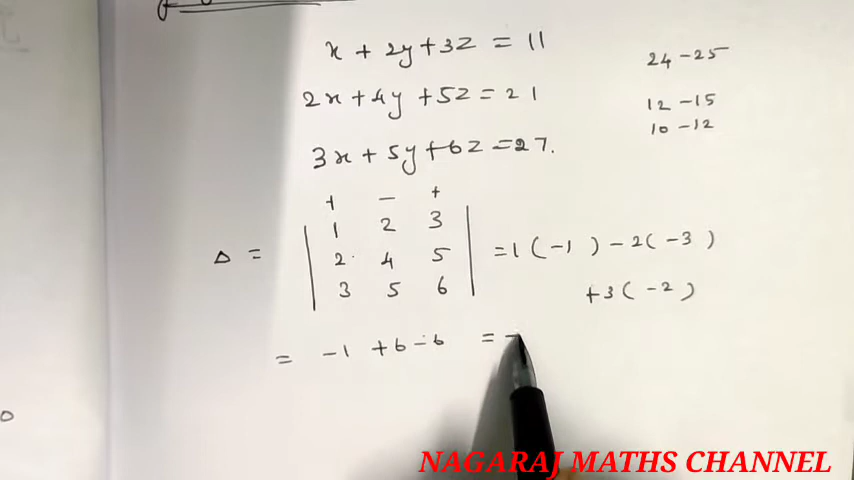 x + 2y + 3z = 11
24 - 25
2x + 4y + 5z = 21
12 - 15
10 - 12
3x + 5y + 6z = 27.
+ - +
1 2 3
Δ = 2 4 5 = 1(-1) - 2(-3)
3 5 6 + 3(-2)
= -1 + 6 - 6 = -
NAGARAJ MATHS CHANNEL